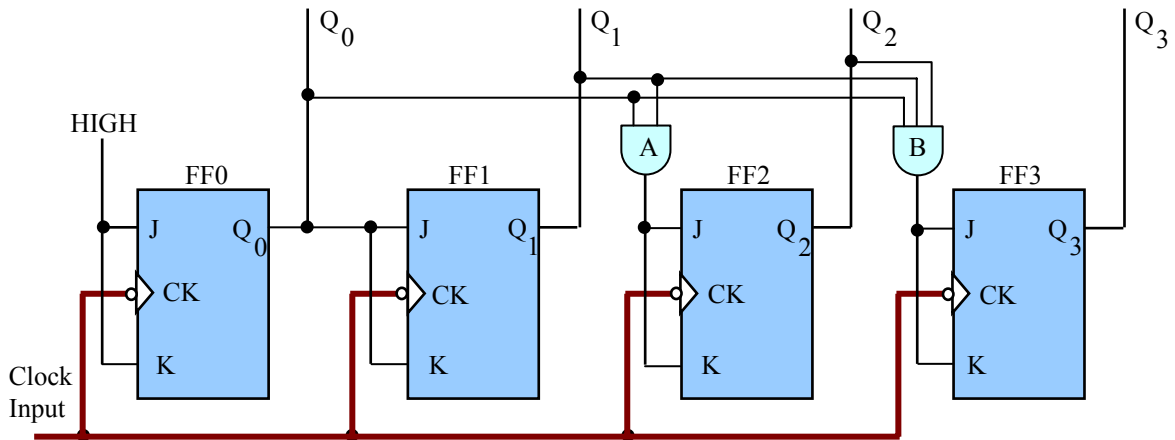 Q0 Q1 Q2 Q3
HIGH
A B
FF0 FF1 FF2 FF3
J Q0 J Q1 J Q2 J Q3
CK CK CK CK
K K K K
Clock
Input